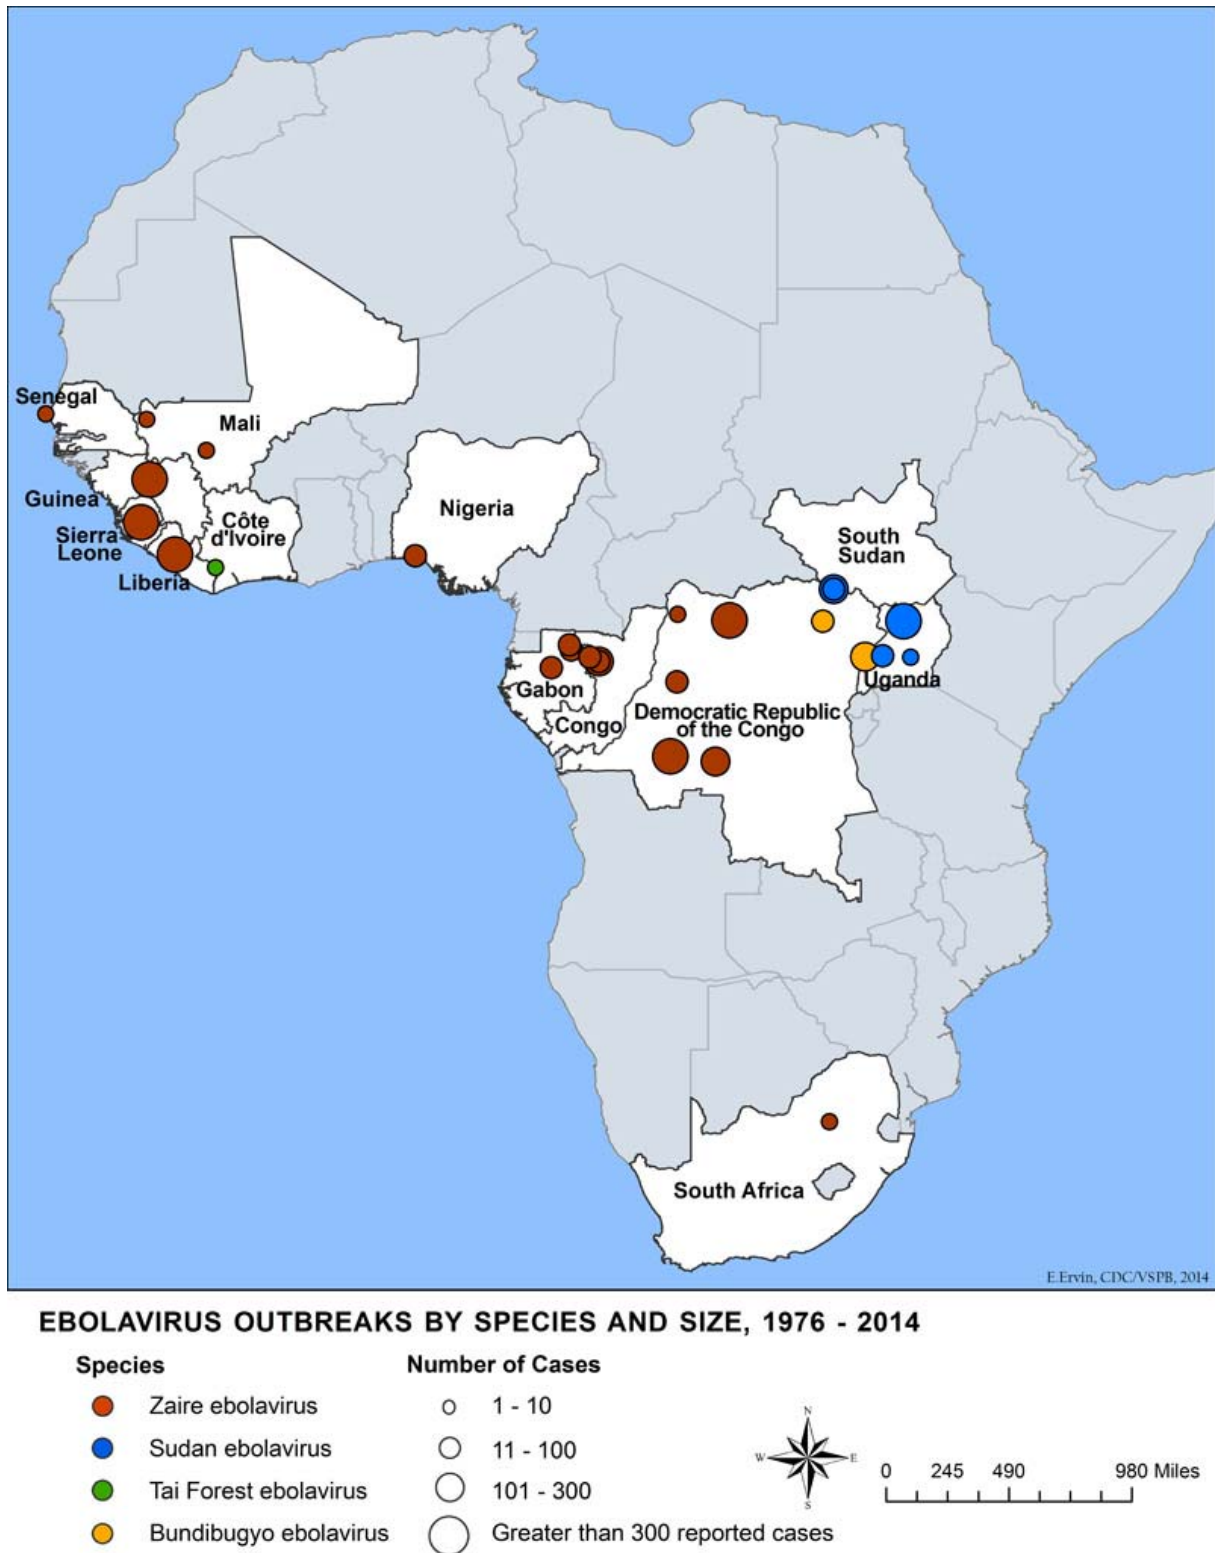 Senegal
Mali
Guinea
Sierra
Leone
Côte
d'Ivoire
Liberia
Nigeria
South
Sudan
Uganda
Gabon
Congo
Democratic Republic
of the Congo
South Africa
E.Ervin, CDC/VSPB, 2014
EBOLAVIRUS OUTBREAKS BY SPECIES AND SIZE, 1976 - 2014
Species
Zaire ebolavirus
Sudan ebolavirus
Tai Forest ebolavirus
Bundibugyo ebolavirus
Number of Cases
1 - 10
11 - 100
101 - 300
Greater than 300 reported cases
N
W E
S
0 245 490 980 Miles